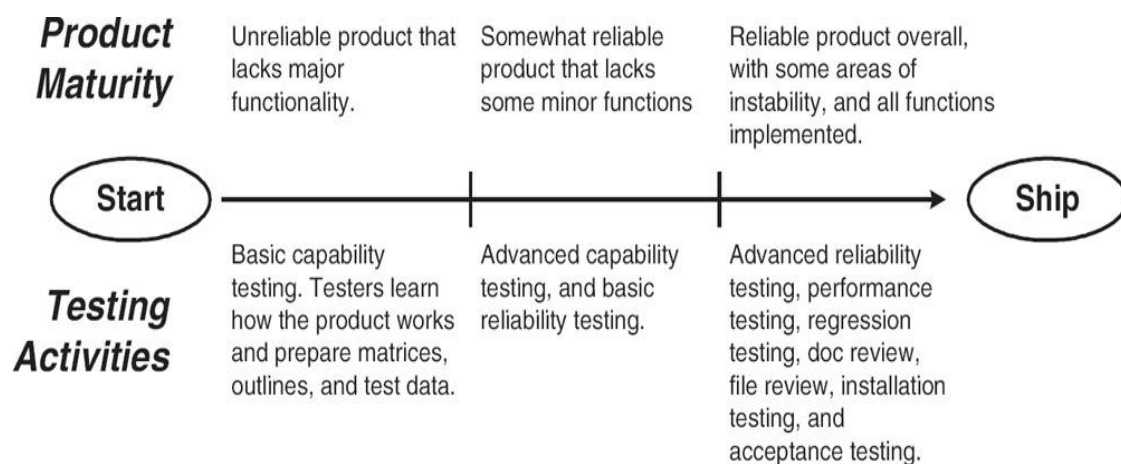 Product
Maturity
Unreliable product that
lacks major
functionality.
Somewhat reliable
product that lacks
some minor functions
Reliable product overall,
with some areas of
instability, and all functions
implemented.
Start
Ship
Testing
Activities
Basic capability
testing. Testers learn
how the product works
and prepare matrices,
outlines, and test data.
Advanced capability
testing, and basic
reliability testing.
Advanced reliability
testing, performance
testing, regression
testing, doc review,
file review, installation
testing, and
acceptance testing.